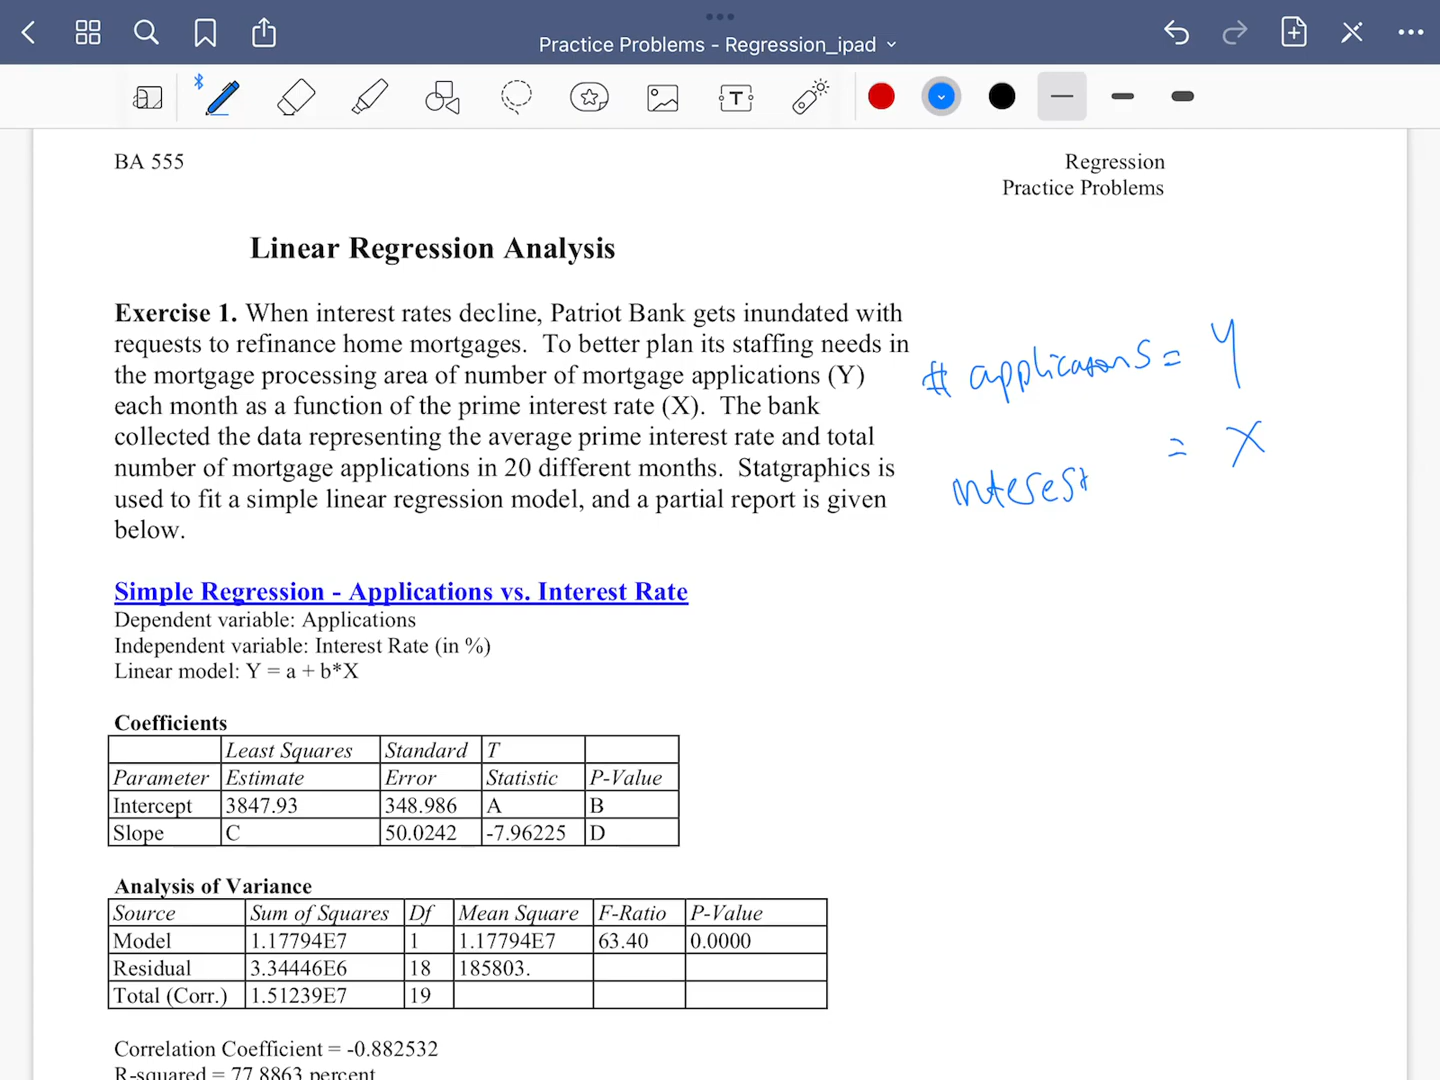 Practice Problems - Regression_ipad
BA 555
Regression
Practice Problems
Linear Regression Analysis
Exercise 1. When interest rates decline, Patriot Bank gets inundated with
requests to refinance home mortgages. To better plan its staffing needs in
the mortgage processing area of number of mortgage applications (Y)
each month as a function of the prime interest rate (X). The bank
collected the data representing the average prime interest rate and total
number of mortgage applications in 20 different months. Statgraphics is
used to fit a simple linear regression model, and a partial report is given
below.
# applications = Y
interest = X
Simple Regression - Applications vs. Interest Rate
Dependent variable: Applications
Independent variable: Interest Rate (in %)
Linear model: Y = a + b*X
Coefficients
Least Squares Standard T
Parameter Estimate Error Statistic P-Value
Intercept 3847.93 348.986 A B
Slope C 50.0242 -7.96225 D
Analysis of Variance
Source Sum of Squares Df Mean Square F-Ratio P-Value
Model 1.17794E7 1 1.17794E7 63.40 0.0000
Residual 3.34446E6 18 185803.
Total (Corr.) 1.51239E7 19
Correlation Coefficient = -0.882532
R-squared = 77.8863 percent